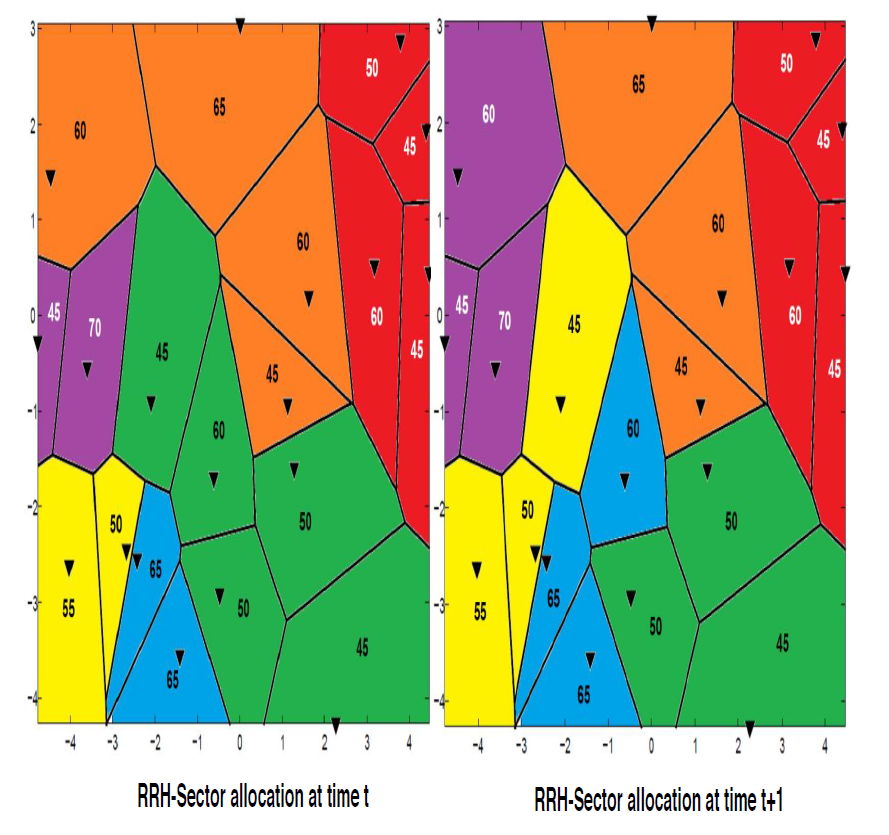 3 3
50 50
65 65
2 60 60 2
45 45
1 60 60 1
0 45 70 60 45 70 60 0
45 45 45 45
45 45
-1 60 60 -1
50 50 50 50
-2 65 65 -2
-3 55 50 55 50 -3
45 45
65 65
-4 -4
-4 -3 -2 -1 0 1 2 3 4 -4 -3 -2 -1 0 1 2 3 4
RRH-Sector allocation at time t RRH-Sector allocation at time t+1